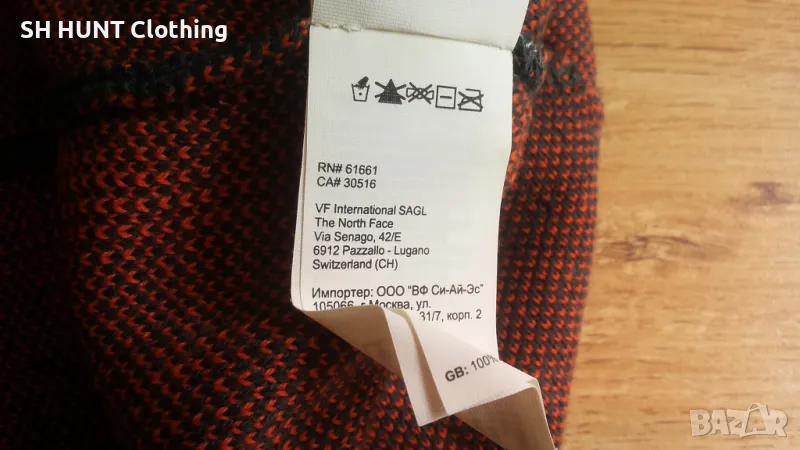 SH HUNT Clothing
RN# 61661
CA# 30516
VF International SAGL
The North Face
Via Senago, 42/E
6912 Pazzallo - Lugano
Switzerland (CH)
Импортер: ООО "ВФ Си-Ай-Эс"
105066, г.Москва, ул.
31/7, корп. 2
GB: 100%
BAZAR